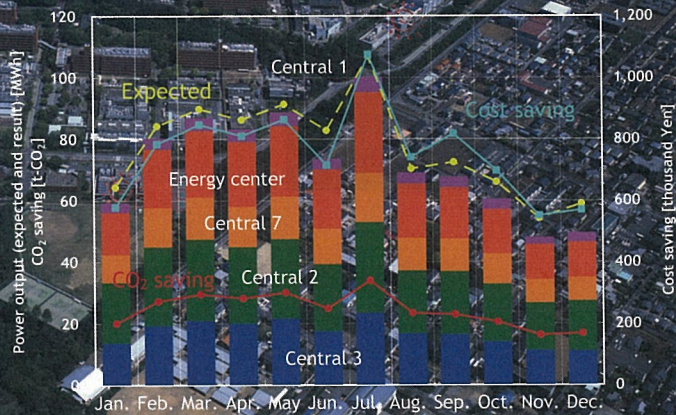 120
100
80
60
40
20
0
Power output (expected and result) [MWh]
CO₂ saving [t-CO₂]
1,200
1,000
800
600
400
200
0
Cost saving [thousand Yen]
Central 1
Expected
Cost saving
Energy center
Central 7
CO₂ saving
Central 2
Central 3
Jan. Feb. Mar. Apr. May Jun. Jul. Aug. Sep. Oct. Nov. Dec.